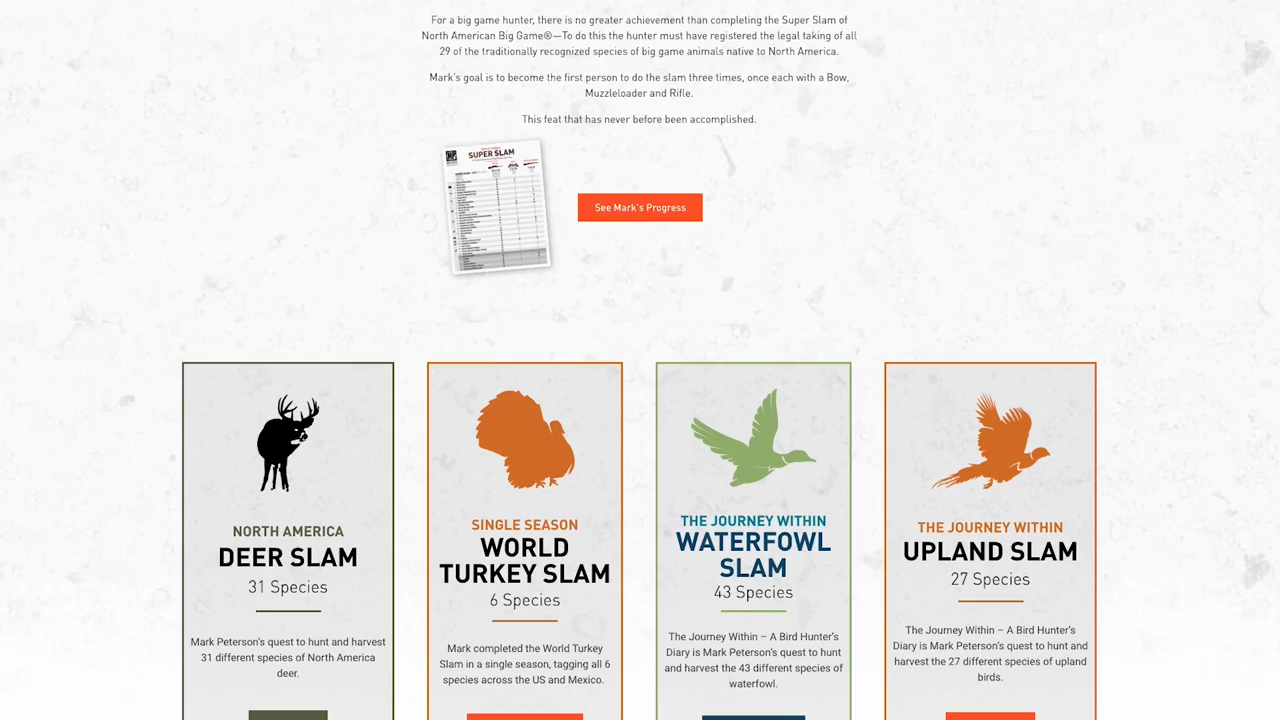 For a big game hunter, there is no greater achievement than completing the Super Slam of
North American Big Game®—To do this the hunter must have registered the legal taking of all
29 of the traditionally recognized species of big game animals native to North America.
Mark's goal is to become the first person to do the slam three times, once each with a Bow,
Muzzleloader and Rifle.
This feat that has never before been accomplished.
SUPER SLAM
See Mark's Progress
NORTH AMERICA
DEER SLAM
31 Species
Mark Peterson's quest to hunt and harvest
31 different species of North America
deer.
SINGLE SEASON
WORLD
TURKEY SLAM
6 Species
Mark completed the World Turkey
Slam in a single season, tagging all 6
species across the US and Mexico.
THE JOURNEY WITHIN
WATERFOWL
SLAM
43 Species
The Journey Within – A Bird Hunter's
Diary is Mark Peterson's quest to hunt
and harvest the 43 different species of
waterfowl.
THE JOURNEY WITHIN
UPLAND SLAM
27 Species
The Journey Within – A Bird Hunter's
Diary is Mark Peterson's quest to hunt and
harvest the 27 different species of upland
birds.